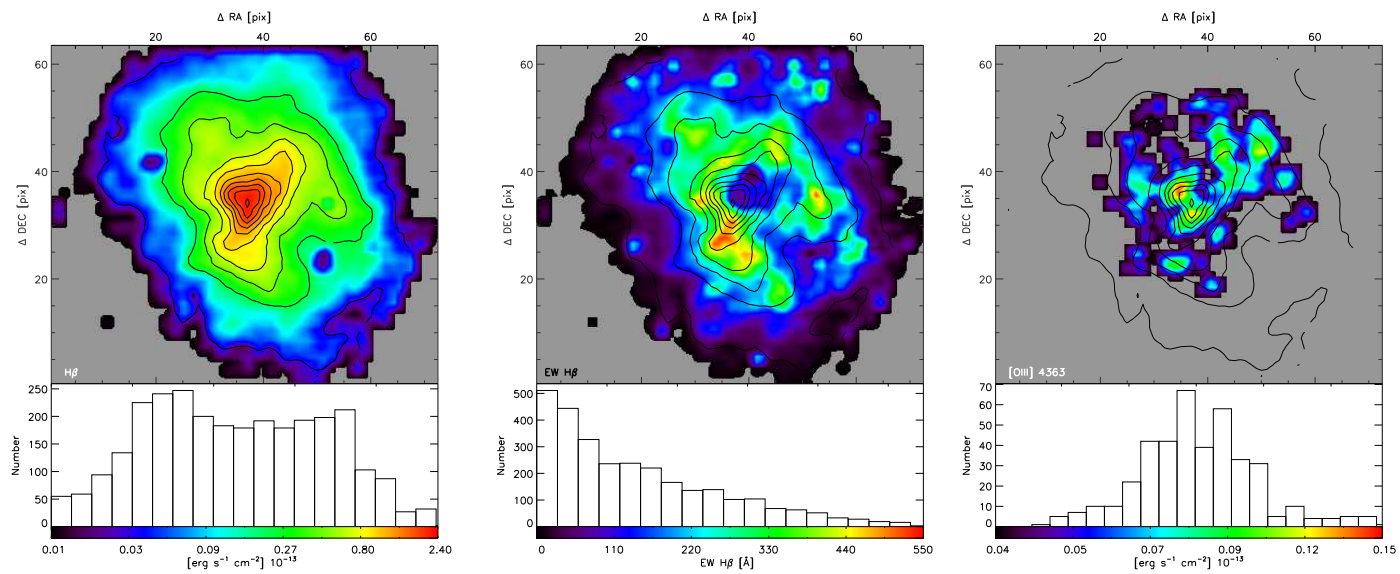 Δ RA [pix]
20 40 60
Δ DEC [pix]
60
40
20
Hβ
Number
250
200
150
100
50
0
0.01 0.03 0.09 0.27 0.80 2.40
[erg s⁻¹ cm⁻²] 10⁻¹³
Δ RA [pix]
20 40 60
Δ DEC [pix]
60
40
20
EW Hβ
Number
500
400
300
200
100
0
0 110 220 330 440 550
EW Hβ [Å]
Δ RA [pix]
20 40 60
Δ DEC [pix]
60
40
20
[OIII] 4363
Number
70
60
50
40
30
20
10
0
0.04 0.05 0.07 0.09 0.12 0.15
[erg s⁻¹ cm⁻²] 10⁻¹³